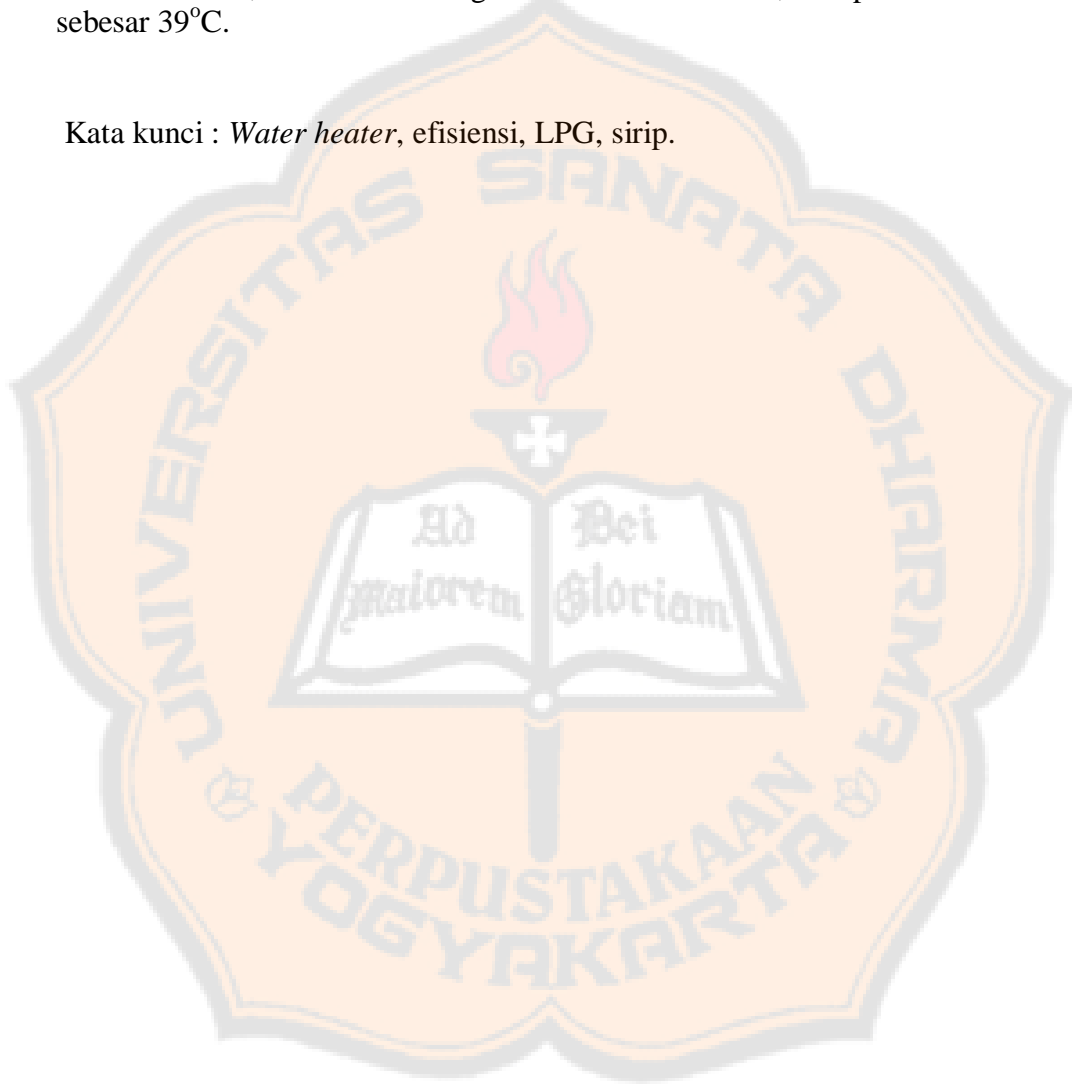 sebesar 39°C.
Kata kunci : Water heater, efisiensi, LPG, sirip.
UNIVERSITAS SANATA DHARMA
Ad Dei
Maiorem Gloriam
PERPUSTAKAAN
YOGYAKARTA